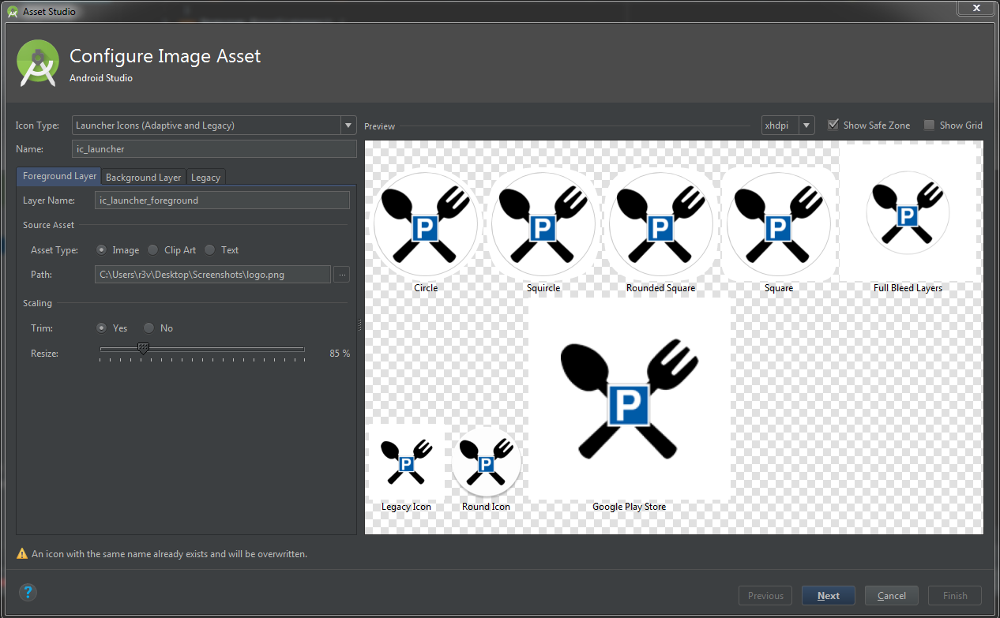 Asset Studio
Configure Image Asset
Android Studio
Icon Type: Launcher Icons (Adaptive and Legacy)
Name: ic_launcher
Foreground Layer Background Layer Legacy
Layer Name: ic_launcher_foreground
Source Asset
Asset Type: Image Clip Art Text
Path: C:\Users\r3v\Desktop\Screenshots\logo.png ...
Scaling
Trim: Yes No
Resize: 85 %
Preview xhdpi Show Safe Zone Show Grid
P P P P P
Circle Squircle Rounded Square Square Full Bleed Layers
P P P
Legacy Icon Round Icon Google Play Store
An icon with the same name already exists and will be overwritten.
? Previous Next Cancel Finish